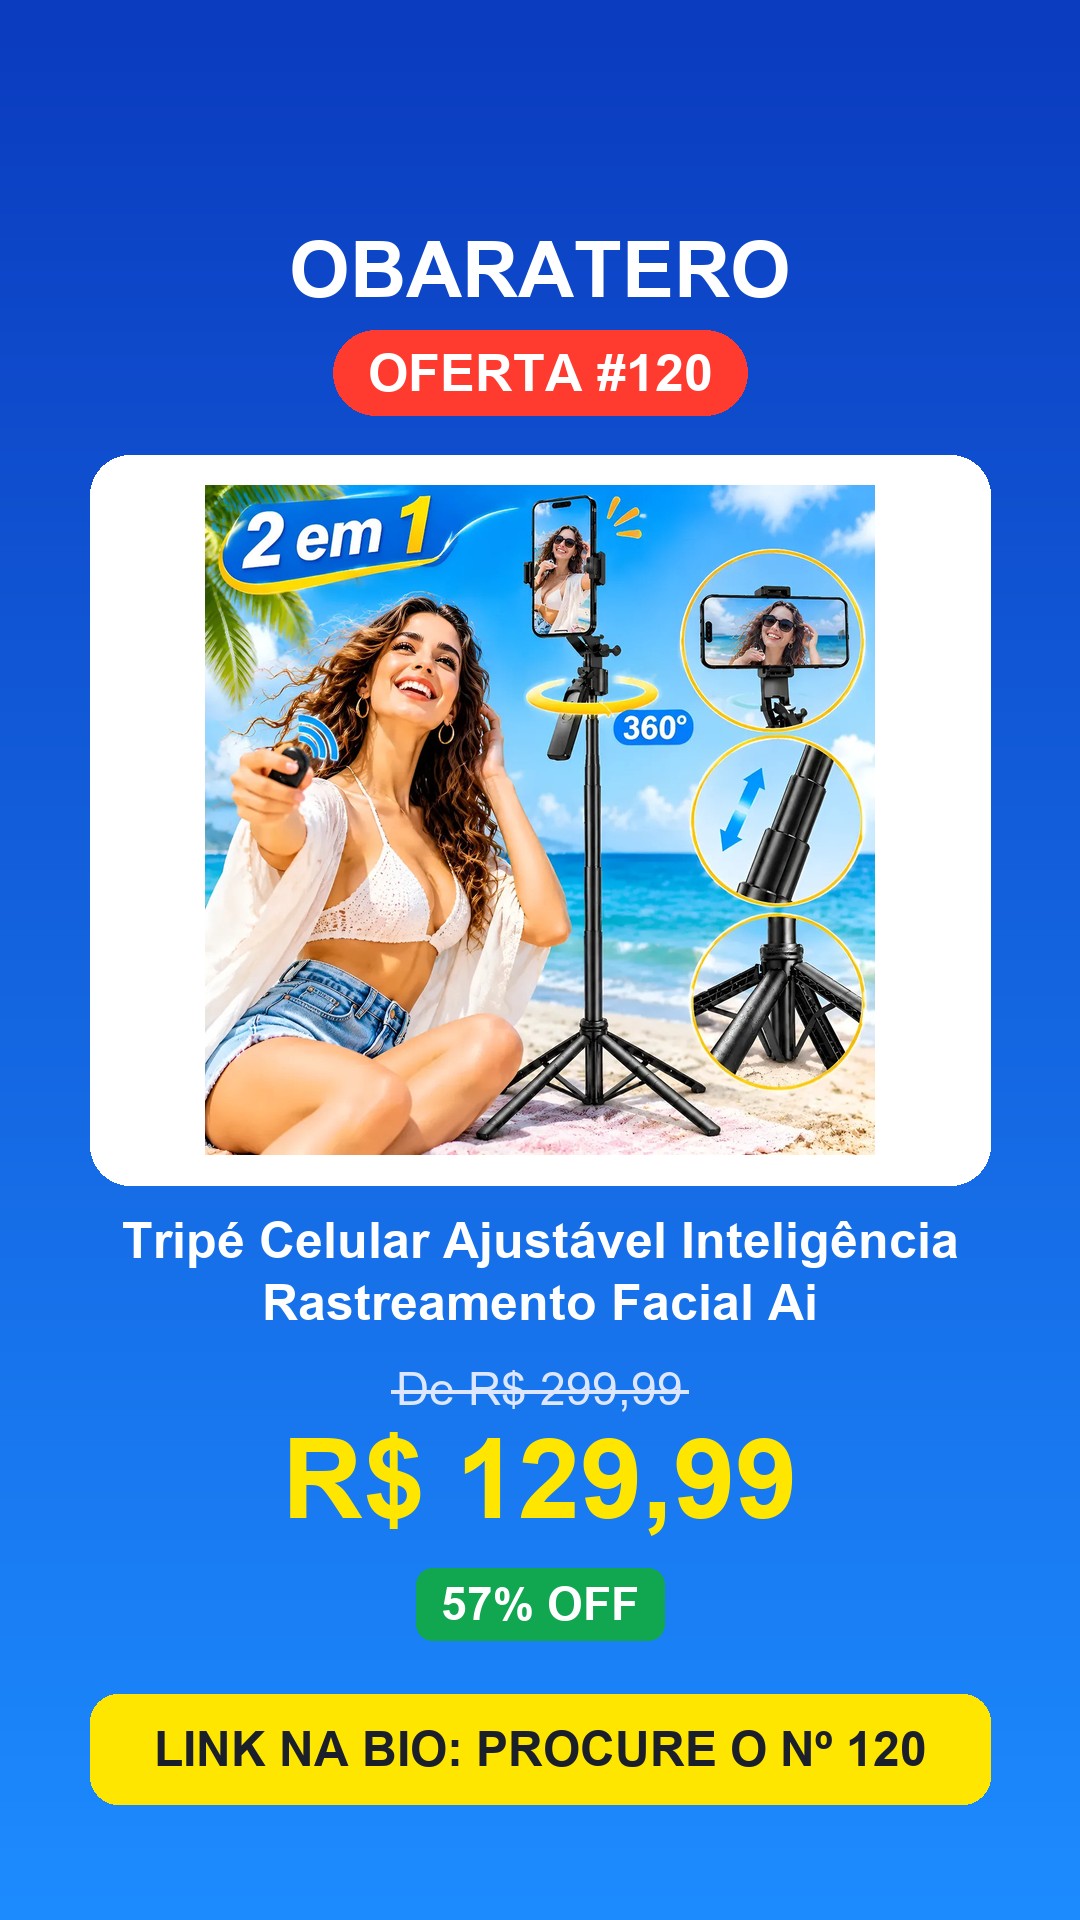 OBARATERO
OFERTA #120
2 em 1
360º
Tripé Celular Ajustável Inteligência
Rastreamento Facial Ai
De R$ 299,99
R$ 129,99
57% OFF
LINK NA BIO: PROCURE O Nº 120